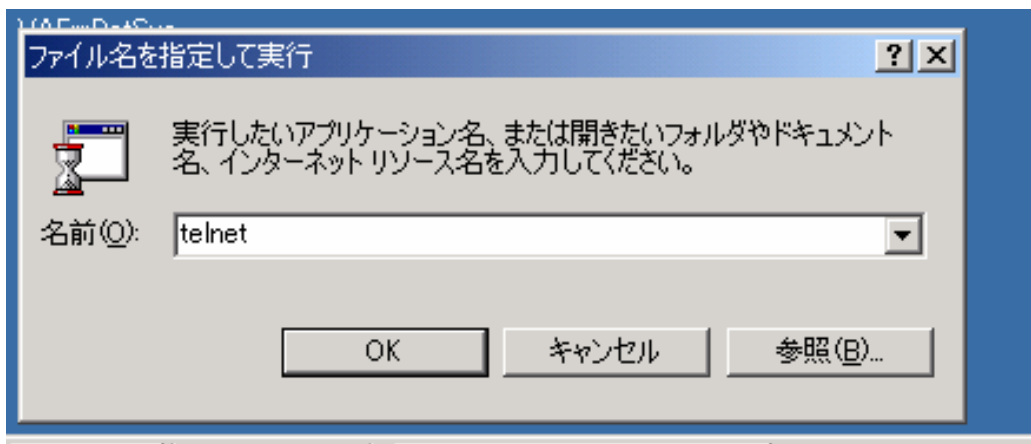 ファイル名を指定して実行
実行したいアプリケーション名、または開きたいフォルダやドキュメント
名、インターネット リソース名を入力してください。
名前(O):
telnet
OK
キャンセル
参照(B)...